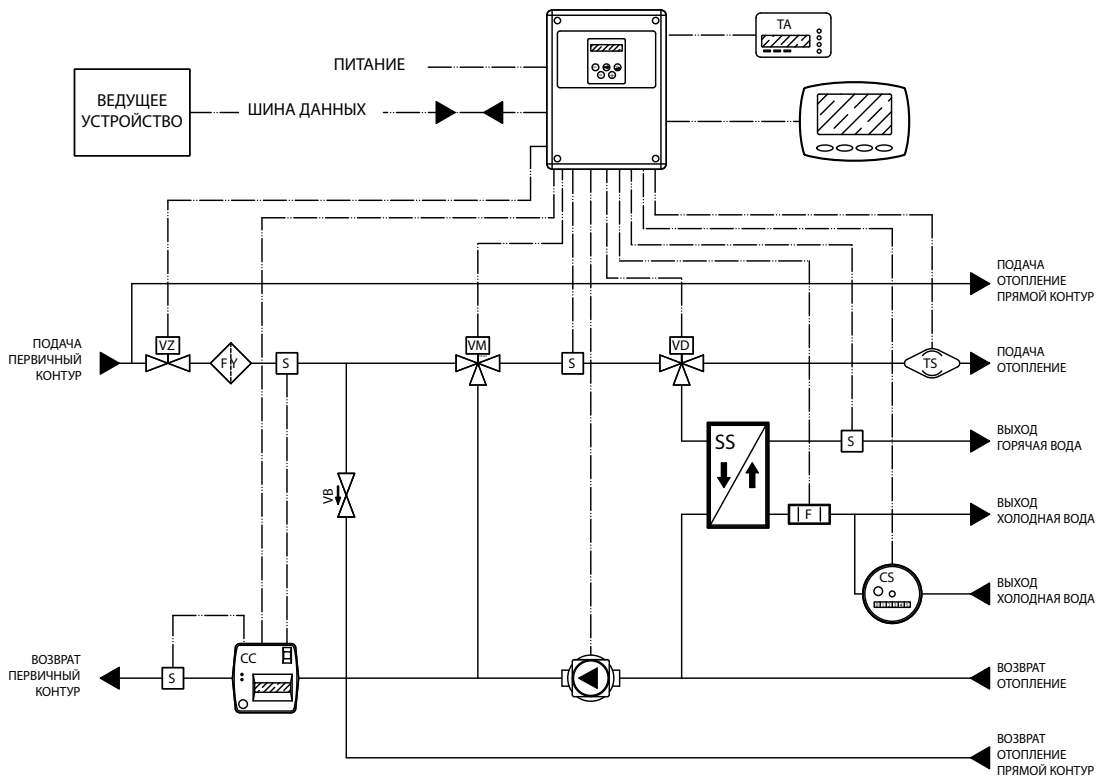 TA
ПИТАНИЕ
ВЕДУЩЕЕ
УСТРОЙСТВО
ШИНА ДАННЫХ
ПОДАЧА
ОТОПЛЕНИЕ
ПРЯМОЙ КОНТУР
ПОДАЧА
ПЕРВИЧНЫЙ
КОНТУР
VZ
F Y
S
VM
S
VD
TS
ПОДАЧА
ОТОПЛЕНИЕ
SS
S
ВЫХОД
ГОРЯЧАЯ ВОДА
VB
F
ВЫХОД
ХОЛОДНАЯ ВОДА
CS
ВЫХОД
ХОЛОДНАЯ ВОДА
ВОЗВРАТ
ПЕРВИЧНЫЙ
КОНТУР
S
CC
ВОЗВРАТ
ОТОПЛЕНИЕ
ВОЗВРАТ
ОТОПЛЕНИЕ
ПРЯМОЙ КОНТУР